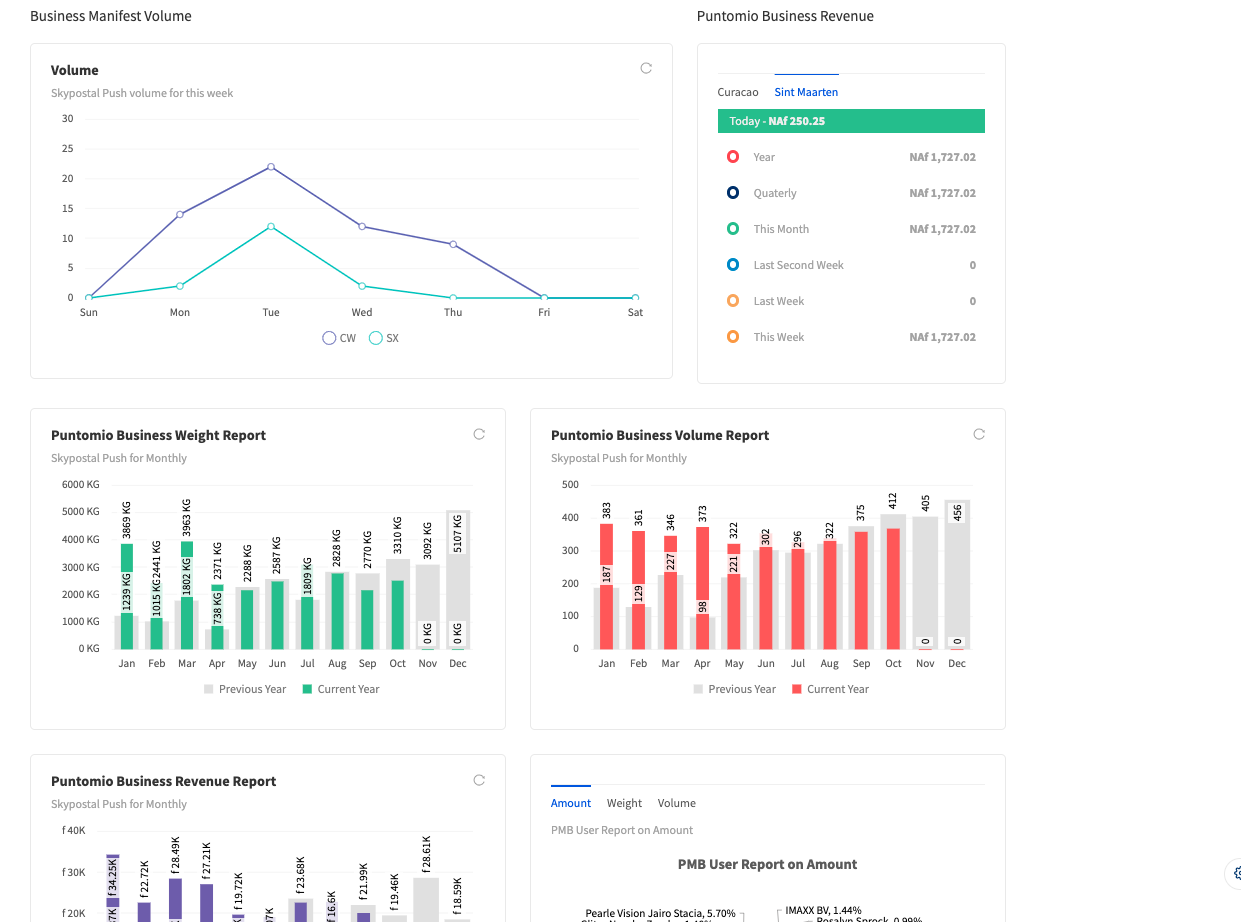 Business Manifest Volume
Puntomio Business Revenue
Volume
Skypostal Push volume for this week
30
25
20
15
10
5
0
Sun Mon Tue Wed Thu Fri Sat
CW SX
Curacao Sint Maarten
Today - NAf 250.25
Year NAf 1,727.02
Quaterly NAf 1,727.02
This Month NAf 1,727.02
Last Second Week 0
Last Week 0
This Week NAf 1,727.02
Puntomio Business Weight Report
Skypostal Push for Monthly
6000 KG
5000 KG
4000 KG
3000 KG
2000 KG
1000 KG
0 KG
1239 KG
3869 KG
1015 KG
2441 KG
1802 KG
3963 KG
738 KG
2371 KG
2288 KG
2587 KG
1809 KG
2828 KG
2770 KG
3310 KG
3092 KG
0 KG
5107 KG
0 KG
Jan Feb Mar Apr May Jun Jul Aug Sep Oct Nov Dec
Previous Year Current Year
Puntomio Business Volume Report
Skypostal Push for Monthly
500
400
300
200
100
0
187
383
129
361
227
346
98
373
221
322
302
296
322
375
412
405
0
456
0
Jan Feb Mar Apr May Jun Jul Aug Sep Oct Nov Dec
Previous Year Current Year
Puntomio Business Revenue Report
Skypostal Push for Monthly
f 40K
f 30K
f 20K
f 34.25K
f 22.72K
f 28.49K
f 27.21K
f 19.72K
f 23.68K
f 16.6K
f 21.99K
f 19.46K
f 28.61K
f 18.59K
Amount Weight Volume
PMB User Report on Amount
PMB User Report on Amount
Pearle Vision Jairo Stacia, 5.70%
IMAXX BV, 1.44%
Rosalyn Sprock, 0.99%